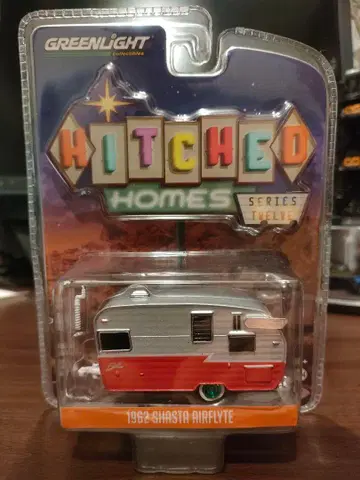 GREENLIGHT
HITCHED
HOMES
SERIES
TWELVE
1962 SHASTA AIRFLYTE